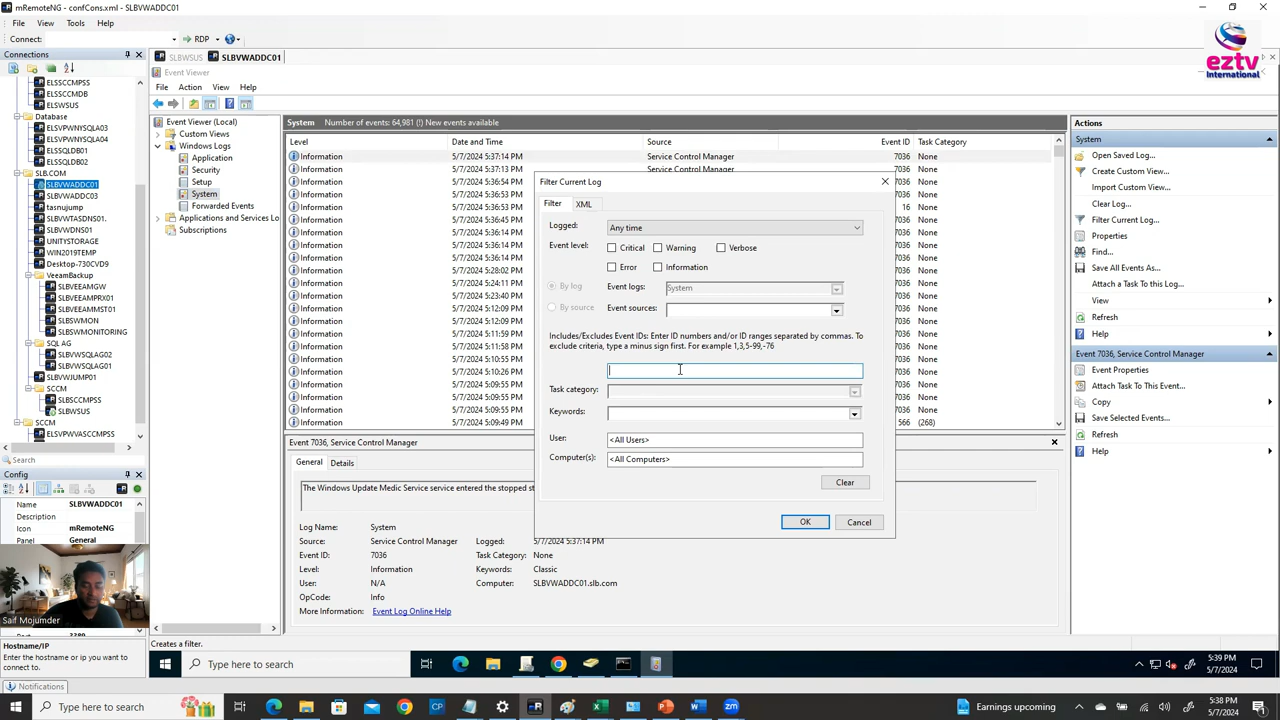 mRemoteNG - confCons.xml - SLBVWADDC01
File View Tools Help
Connect: RDP
eztv
International
Connections
SLBWSUS SLBVWADDC01
ELSSCCMPSS
ELSSCCMDB
ELSWSUS
Database
ELSVPWNYSQLA03
ELSVPWNYSQLA04
ELSSQLDB01
ELSSQLDB02
SLB.COM
SLBVWADDC01
SLBVWADDC03
tasnujump
SLBVWTASDNS01.
SLBVWDNS01
UNITYSTORAGE
WIN2019TEMP
Desktop-730CVD9
VeeamBackup
SLBVEEAMGW
SLBVEEAMPRX01
SLBVEEAMMST01
SLBVSWMON
SLBVSWMONITORING
SQL AG
SLBVWSQLAG02
SLBVWSQLAG01
SLBVWJUMP01
SCCM
SLBSCCMPSS
SLBWSUS
SCCM
ELSVPWVASCCMPSS
Search
Config
Name SLBVWADDC01
Description
Icon mRemoteNG
Panel General
Saif Mojumder
Hostname/IP
Enter the hostname or ip you want to
connect to.
Notifications
Event Viewer
File Action View Help
Event Viewer (Local)
Custom Views
Windows Logs
Application
Security
Setup
System
Forwarded Events
Applications and Services Lo
Subscriptions
System Number of events: 64,981 (!) New events available
Level Date and Time Source Event ID Task Category
Information 5/7/2024 5:37:14 PM Service Control Manager 7036 None
Information 5/7/2024 5:37:13 PM Service Control Manager 7036 None
Information 5/7/2024 5:36:54 PM 7036 None
Information 5/7/2024 5:36:54 PM 7036 None
Information 5/7/2024 5:36:53 PM 16 None
Information 5/7/2024 5:36:46 PM 7036 None
Information 5/7/2024 5:36:45 PM 7036 None
Information 5/7/2024 5:36:14 PM 7036 None
Information 5/7/2024 5:36:14 PM 7036 None
Information 5/7/2024 5:28:02 PM 7036 None
Information 5/7/2024 5:24:11 PM 7036 None
Information 5/7/2024 5:23:40 PM 7036 None
Information 5/7/2024 5:12:09 PM 7036 None
Information 5/7/2024 5:12:09 PM 7036 None
Information 5/7/2024 5:11:59 PM 7036 None
Information 5/7/2024 5:11:58 PM 7036 None
Information 5/7/2024 5:10:26 PM 7036 None
Information 5/7/2024 5:09:55 PM 7036 None
Information 5/7/2024 5:09:55 PM 7036 None
Information 5/7/2024 5:09:55 PM 7036 None
Information 5/7/2024 5:09:49 PM 566 (268)
Filter Current Log
Filter XML
Logged: Any time
Event level: Critical Warning Verbose
Error Information
By log Event logs: System
By source Event sources:
Includes/Excludes Event IDs: Enter ID numbers and/or ID ranges separated by commas. To
exclude criteria, type a minus sign first. For example 1,3,5-99,-76
Task category:
Keywords:
User: <All Users>
Computer(s): <All Computers>
Clear
OK Cancel
Event 7036, Service Control Manager
General Details
The Windows Update Medic Service service entered the stopped st
Log Name: System
Source: Service Control Manager Logged: 5/7/2024 5:37:14 PM
Event ID: 7036 Task Category: None
Level: Information Keywords: Classic
User: N/A Computer: SLBVWADDC01.slb.com
OpCode: Info
More Information: Event Log Online Help
Creates a filter.
Actions
System
Open Saved Log...
Create Custom View...
Import Custom View...
Clear Log...
Filter Current Log...
Properties
Find...
Save All Events As...
Attach a Task To this Log...
View
Refresh
Help
Event 7036, Service Control Manager
Event Properties
Attach Task To This Event...
Copy
Save Selected Events...
Refresh
Help
Type here to search
5:39 PM
5/7/2024
Type here to search
Earnings upcoming
5:38 PM
5/7/2024